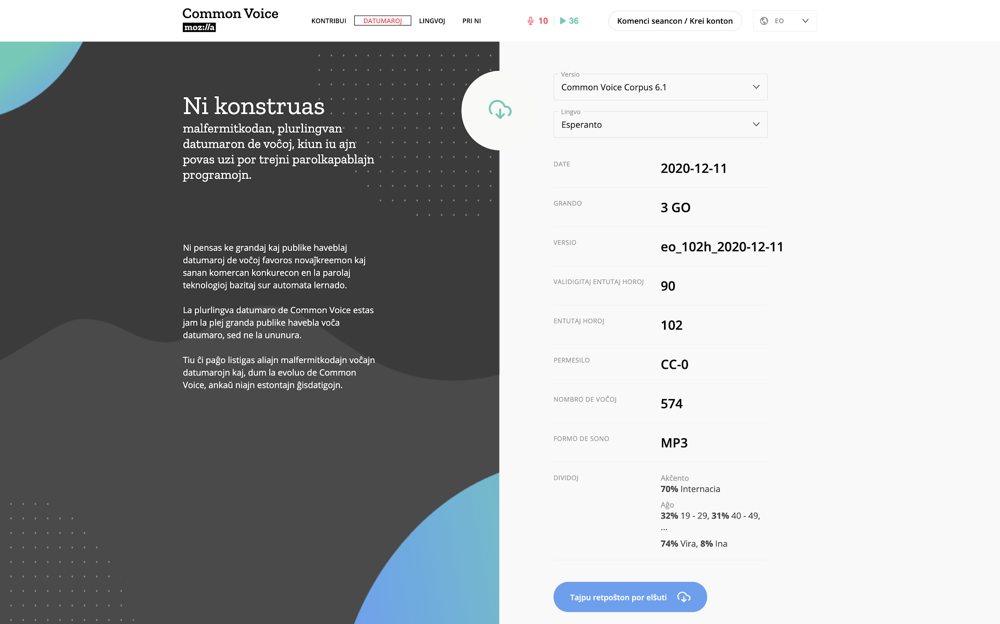 Common Voice
moz://a
KONTRIBUI
DATUMAROJ
LINGVOJ
PRI NI
10
36
Komenci seancon / Krei konton
EO
Ni konstruas
malfermitkodan, plurlingvan
datumaron de voĉoj, kiun iu ajn
povas uzi por trejni parolkapablajn
programojn.
Ni pensas ke grandaj kaj publike haveblaj
datumaroj de voĉoj favoros novaĵkreemon kaj
sanan komercan konkurecon en la parolaj
teknologioj bazitaj sur automata lernado.
La plurlingva datumaro de Common Voice estas
jam la plej granda publike havebla voĉa
datumaro, sed ne la ununura.
Tiu ĉi paĝo listigas aliajn malfermitkodajn voĉajn
datumarojn kaj, dum la evoluo de Common
Voice, ankaŭ niajn estontajn ĝisdatigojn.
Versio
Common Voice Corpus 6.1
Lingvo
Esperanto
DATE
2020-12-11
GRANDO
3 GO
VERSIO
eo_102h_2020-12-11
VALIDIGITAJ ENTUTAJ HOROJ
90
ENTUTAJ HOROJ
102
PERMESILO
CC-0
NOMBRO DE VOĈOJ
574
FORMO DE SONO
MP3
DIVIDOJ
Akĉento
70% Internacia
Aĝo
32% 19 - 29, 31% 40 - 49,
...
74% Vira, 8% Ina
Tajpu retpoŝton por elŝuti